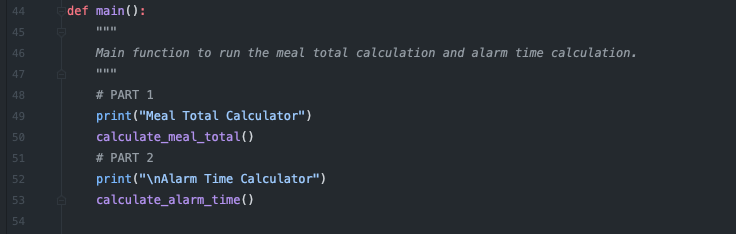 44 def main():
45     """
46     Main function to run the meal total calculation and alarm time calculation.
47     """
48     # PART 1
49     print("Meal Total Calculator")
50     calculate_meal_total()
51     # PART 2
52     print("\nAlarm Time Calculator")
53     calculate_alarm_time()
54